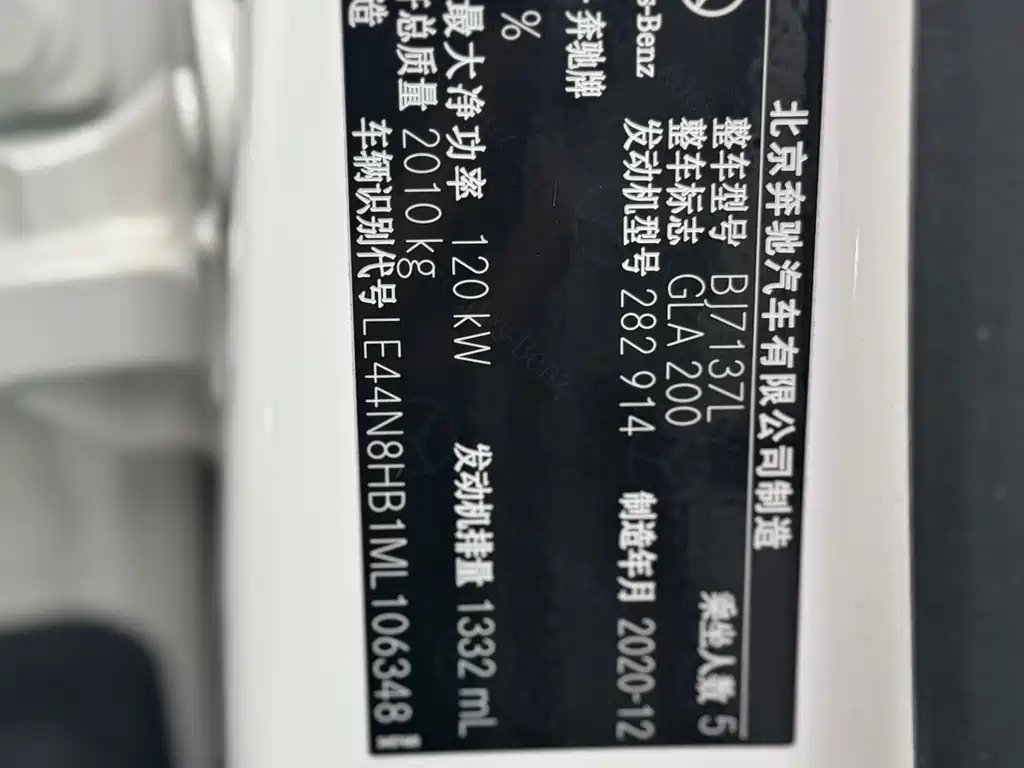 北京奔驰汽车有限公司制造
整车型号 BJ7137L 乘坐人数 5
整车标志 GLA 200
s-Benz 发动机型号 282 914 制造年月 2020-12
·奔驰牌
%
最大净功率 120 kW 发动机排量 1332 mL
总质量 2010 kg
造 车辆识别代号 LE44N8HB1ML106348